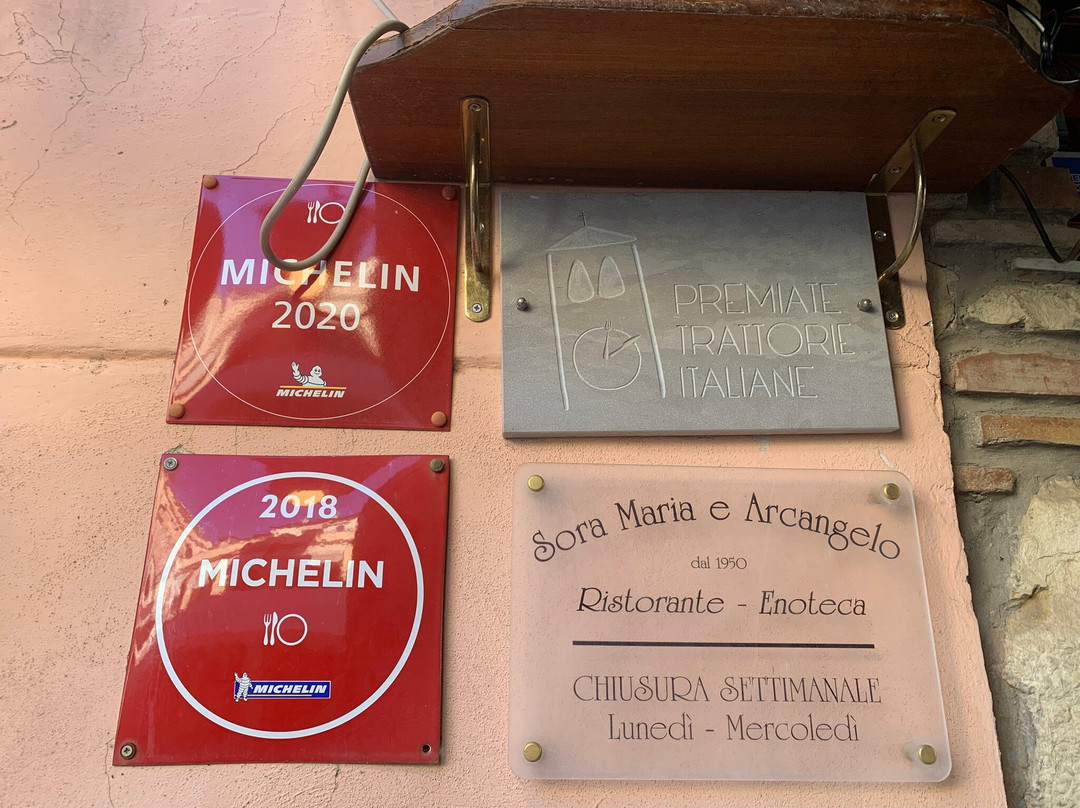 MICHELIN
2020
MICHELIN
PREMIATE
TRATTORIE
ITALIANE
2018
MICHELIN
MICHELIN
Sora Maria e Arcangelo
dal 1950
Ristorante - Enoteca
CHIUSURA SETTIMANALE
Lunedì - Mercoledì